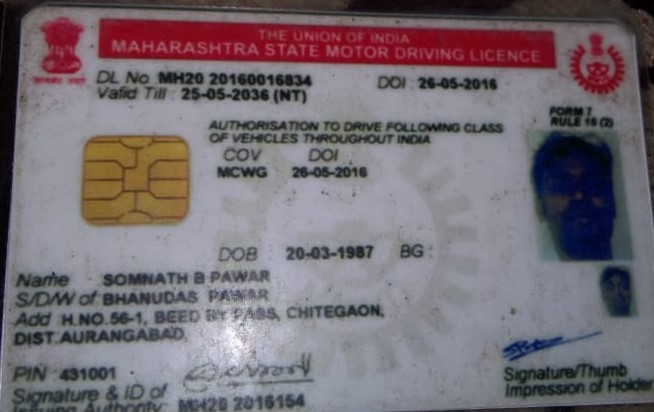 THE UNION OF INDIA
MAHARASHTRA STATE MOTOR DRIVING LICENCE
DL No MH20 20160016834 DOI : 26-05-2016
Valid Till : 25-05-2036 (NT)
FORM 7
RULE 16 (2)
AUTHORISATION TO DRIVE FOLLOWING CLASS
OF VEHICLES THROUGHOUT INDIA
COV DOI
MCWG 26-05-2016
DOB 20-03-1987 BG :
Name SOMNATH B PAWAR
S/D/W of BHANUDAS PAWAR
Add H.NO.56-1, BEED BY PASS, CHITEGAON,
DIST.AURANGABAD,
PIN 431001
Signature & ID of
Issuing Authority: MH20 2016154
Signature/Thumb
Impression of Holder